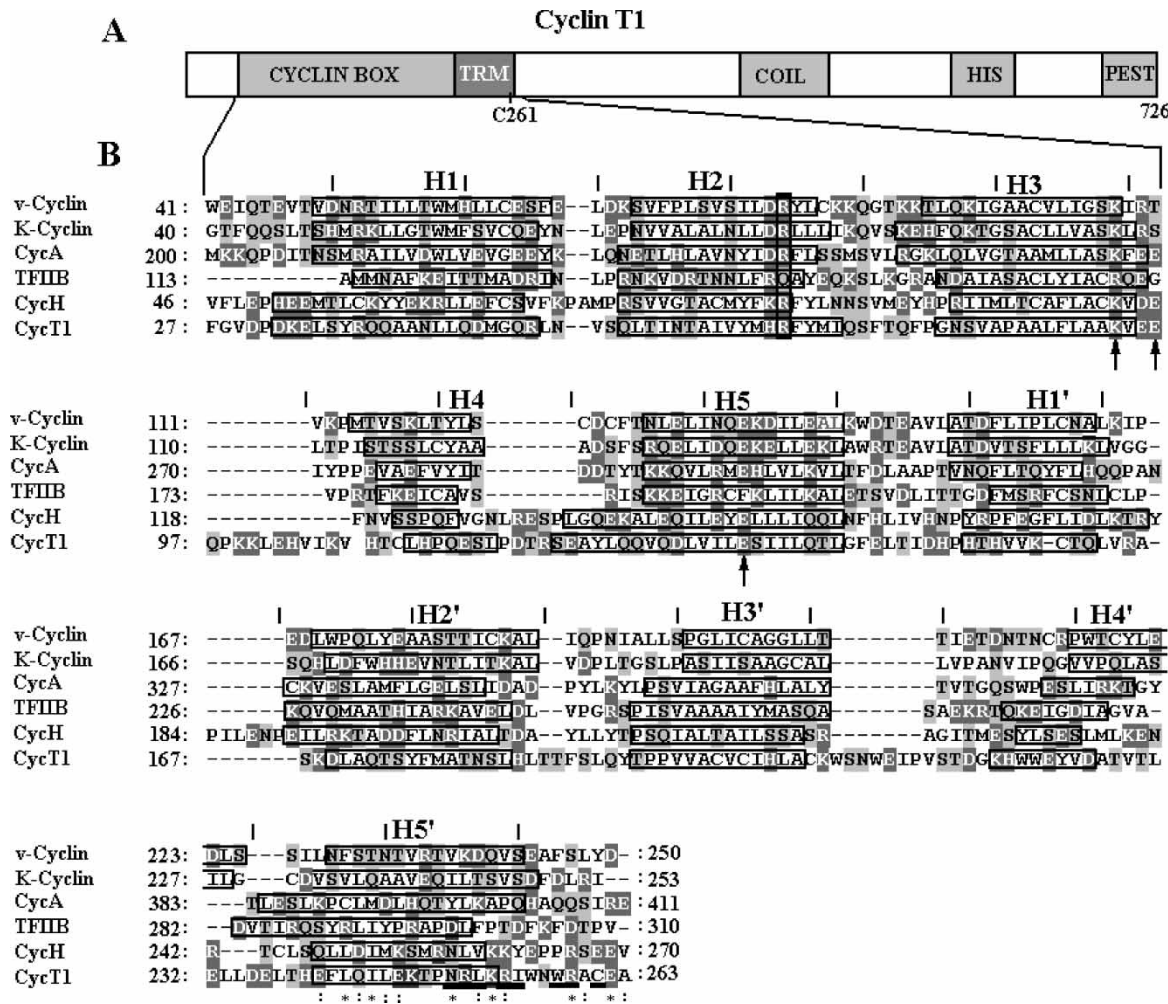 Cyclin T1
A
CYCLIN BOX TRM COIL HIS PEST
C261 726
B
H1 H2 H3
v-Cyclin 41: WEIQTEVTVDNRTILLTWMHLLCESFE--LDKSVFPLSVSILDRYLCKKQGTKKTLQKIGAACVLIGSKIRT
K-Cyclin 40: GTFQQSLTSHMRKLLGTWMFSVCQEYN--LEPNVVALALNLLDRLLLIKQVSKEHFQKTGSACLLVASKLRS
CycA 200: MKKQPDITNSMRAILVDWLVEVGEEYK--LQNETLHLAVNYIDRFLSSMSVLRGKLQLVGTAAMLLASKFEE
TFIIB 113: AMMNAFKEITTMADRIN--LPRNKVDRTNNLFRQAYEQKSLKGRANDAIASACLYIACRQEG
CycH 46: VFLEPHEEMTLCKYYEKRLLEFCSVFKPAMPRSVVGTACMYFKRFYLNNSVMEYHPRIIMLTCAFLACKVDE
CycT1 27: FGVDPDKELSYRQQAANLLQDMGQRLN--VSQLTINTAIVYMHRFYMIQSFTQFPGNSVAPAALFLAAKVEE
H4 H5 H1'
v-Cyclin 111: --------VKPMTVSKLTYLS-------CDCFTNLELINQEKDILEALKWDTEAVLATDFLIPLCNALKIP-
K-Cyclin 110: -------LTPISTSSLCYAA--------ADSFSRQELIDQEKELLEKLAWRTEAVLATDVTSFLLLKLVGG-
CycA 270: --------IYPPEVAEFVYIT-------DDTYTKKQVLRMEHLVLKVLTFDLAAPTVNQFLTQYFLHQQPAN
TFIIB 173: --------VPRTFKEICAVS---------RISKKEIGRCFKLILKALETSVDLITTGDFMSRFCSNLCLP-
CycH 118: -----------FNVSSPQFVGNLRESPLGQEKALEQILEYELLLIQQLNFHLIVHNPYRPFEGFLIDLKTRY
CycT1 97: QPKKLEHVIKV HTCLHPQESLPDTRSEAYLQQVQDLVILESIILQTLGFELTIDHPHTHVVK-CTQLVRA-
H2' H3' H4'
v-Cyclin 167: ------EDLWPQLYEAASTTICKAL-IQPNIALLSPGLICAGGLLT--------TIETDNTNCRPWTCYLE
K-Cyclin 166: ------SQHLDFWHHEVNTLITKAL-VDPLTGSLPASIISAAGCAL--------LVPANVIPQGVVPQLAS
CycA 327: ------CKVESLAMFLGELSLIDAD-PYLKYLPSVIAGAAFHLALY--------TVTGQSWPESLIRKTGY
TFIIB 226: ------KQVQMAATHIARKAVELDL-VPGRSPISVAAAAIYMASQA--------SAEKRTQKEIGDIAGVA-
CycH 184: PILENPEILRKTADDFLNRIALTDA-YLLYTPSQIALTAILSSASR--------AGITMESYLSESLMLKEN
CycT1 167: -------SKDLAQTSYFMATNSLHLTTFSLQYTPPVVACVCIHLACKWSNWEIPVSTDGKHWWEYVDATVTL
H5'
v-Cyclin 223: DLS---SILNFSTNTVRTVKDQVSEAFSLYD- :250
K-Cyclin 227: ILG---CDVSVLQAAVEQILTSVSDFDLRI-- :253
CycA 383: ---TLESLKPCLMDLHQTYLKAPQHAQQSIRE :411
TFIIB 282: --DVTIRQSYRLIYPRAPDLFPTDFKFDTPV- :310
CycH 242: R---TCLSQLLDIMKSMRNLVKKYEPPRSEEV :270
CycT1 232: ELLDELTHEFLQILEKTPNRLKRIWNWRACEA :263
: * : * : : * : * : * : * :